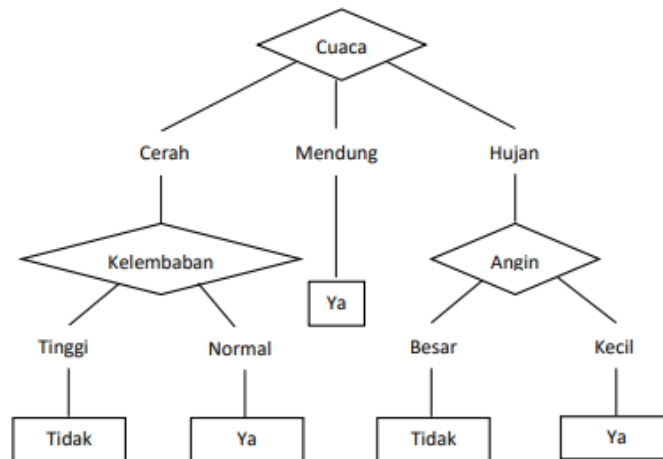 Cuaca
Cerah Mendung Hujan
Kelembaban Angin
Ya
Tinggi Normal Besar Kecil
Tidak Ya Tidak Ya